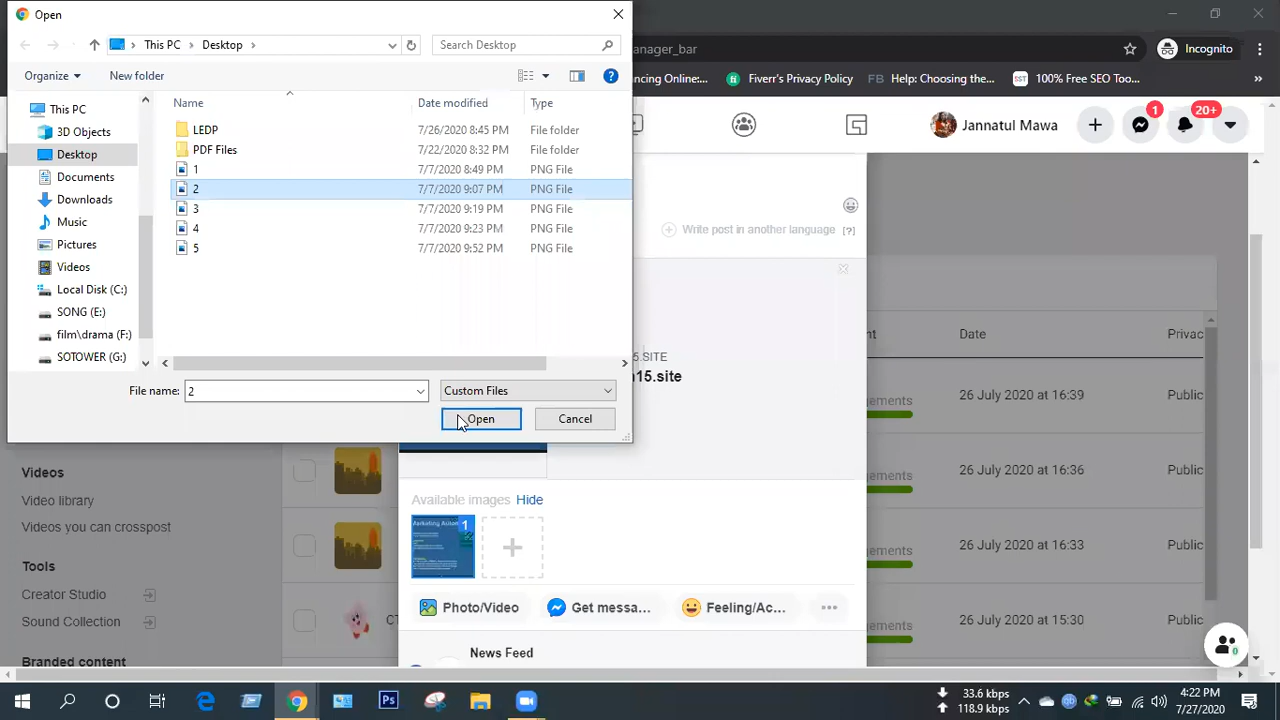 Open
This PC > Desktop >
Search Desktop
Organize
New folder
Name Date modified Type
LEDP 7/26/2020 8:45 PM File folder
PDF Files 7/22/2020 8:32 PM File folder
1 7/7/2020 8:49 PM PNG File
2 7/7/2020 9:07 PM PNG File
3 7/7/2020 9:19 PM PNG File
4 7/7/2020 9:23 PM PNG File
5 7/7/2020 9:52 PM PNG File
This PC
3D Objects
Desktop
Documents
Downloads
Music
Pictures
Videos
Local Disk (C:)
SONG (E:)
film\drama (F:)
SOTOWER (G:)
File name: 2
Custom Files
Open Cancel
anager_bar
Incognito
ncing Online:...
Fiverr's Privacy Policy
FB Help: Choosing the...
SST 100% Free SEO Too...
Jannatul Mawa
1
20+
Write post in another language [?]
5.SITE
15.site
nt Date Privac
26 July 2020 at 16:39 Public
gements
26 July 2020 at 16:36 Public
gements
26 July 2020 at 16:33 Public
gements
CT 26 July 2020 at 15:30 Public
gements
Videos
Video library
Videos you can crosspost
Tools
Creator Studio
Sound Collection
Branded content
Available images Hide
Marketing Autom
1
Photo/Video
Get messa...
Feeling/Ac...
News Feed
0
Ps
33.6 kbps
118.9 kbps
4:22 PM
7/27/2020